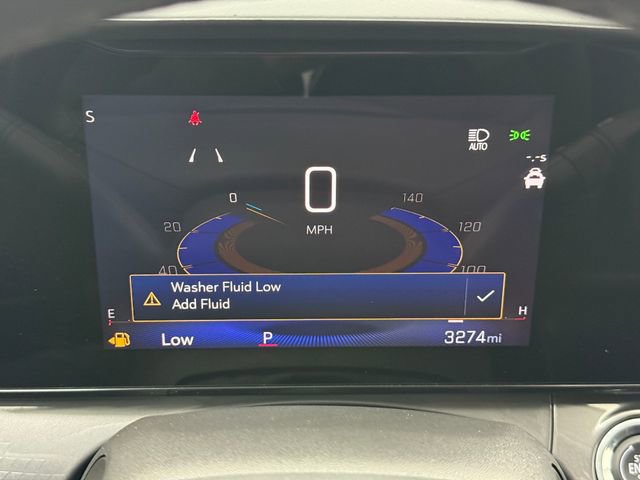 S
AUTO
-.-s
0
0
140
MPH
20
120
40
100
Washer Fluid Low
Add Fluid
E
H
Low
P
3274mi